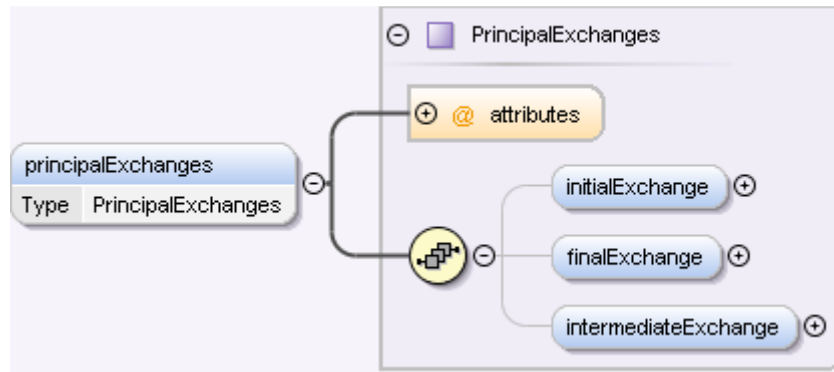 PrincipalExchanges
@ attributes
principalExchanges
Type PrincipalExchanges
initialExchange
finalExchange
intermediateExchange